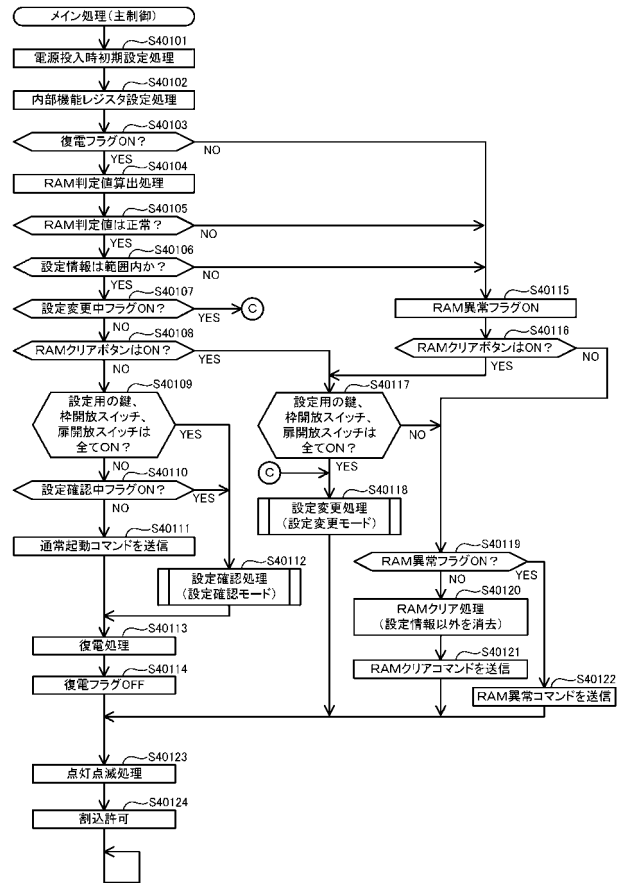 メイン処理(主制御)
S40101
電源投入時初期設定処理
S40102
内部機能レジスタ設定処理
S40103
復電フラグON?
NO
YES
S40104
RAM判定値算出処理
S40105
RAM判定値は正常?
NO
YES
S40106
設定情報は範囲内か?
NO
YES
S40107
設定変更中フラグON?
YES
C
NO
S40108
RAMクリアボタンはON?
YES
NO
S40109
設定用の鍵、
枠開放スイッチ、
扉開放スイッチは
全てON?
YES
NO
S40110
設定確認中フラグON?
YES
NO
S40111
通常起動コマンドを送信
S40112
設定確認処理
(設定確認モード)
S40113
復電処理
S40114
復電フラグOFF
S40115
RAM異常フラグON
S40116
RAMクリアボタンはON?
NO
YES
S40117
設定用の鍵、
枠開放スイッチ、
扉開放スイッチは
全てON?
NO
YES
C
S40118
設定変更処理
(設定変更モード)
S40119
RAM異常フラグON?
YES
NO
S40120
RAMクリア処理
(設定情報以外を消去)
S40121
RAMクリアコマンドを送信
S40122
RAM異常コマンドを送信
S40123
点灯点滅処理
S40124
割込許可